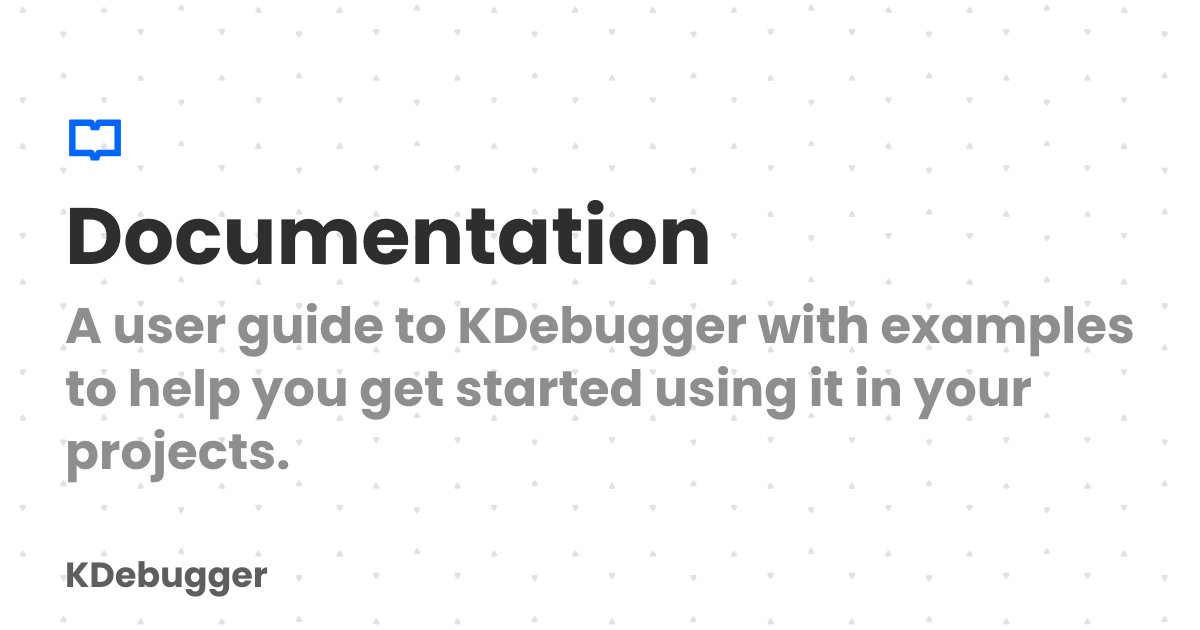 Documentation
A user guide to KDebugger with examples
to help you get started using it in your
projects.
KDebugger